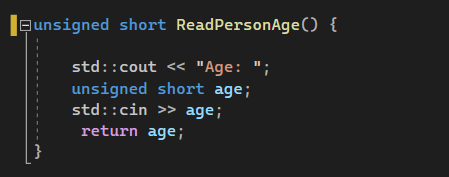 unsigned short ReadPersonAge() {
std::cout << "Age: ";
unsigned short age;
std::cin >> age;
return age;
}